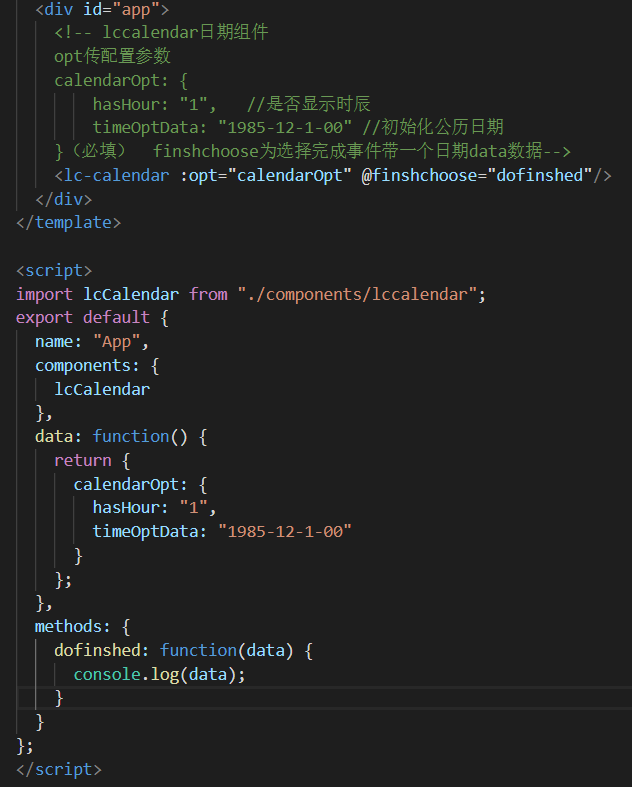 <div id="app">
<!-- lccalendar日期组件
opt传配置参数
calendarOpt: {
hasHour: "1",   //是否显示时辰
timeOptData: "1985-12-1-00" //初始化公历日期
}（必填）  finshchoose为选择完成事件带一个日期data数据-->
<lc-calendar :opt="calendarOpt" @finshchoose="dofinshed"/>
</div>
</template>
<script>
import lcCalendar from "./components/lccalendar";
export default {
name: "App",
components: {
lcCalendar
},
data: function() {
return {
calendarOpt: {
hasHour: "1",
timeOptData: "1985-12-1-00"
}
};
},
methods: {
dofinshed: function(data) {
console.log(data);
}
}
};
</script>